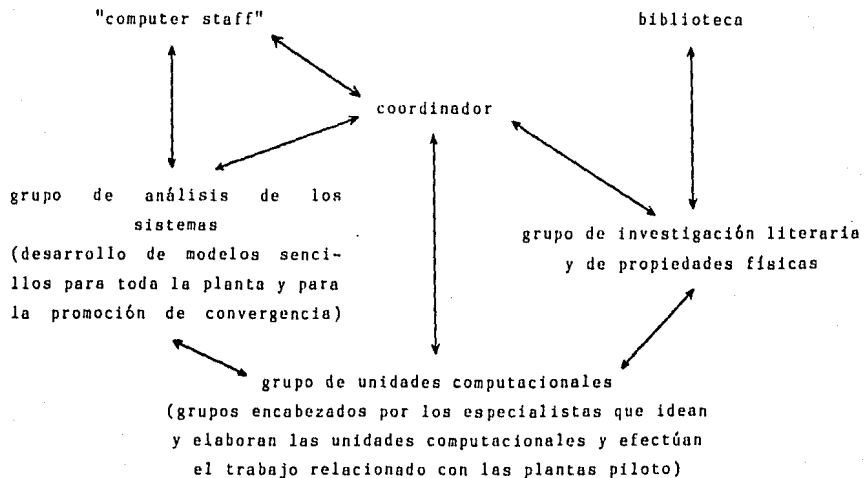 "computer staff"
biblioteca
coordinador
grupo de análisis de los
sistemas
(desarrollo de modelos senci-
llos para toda la planta y para
la promoción de convergencia)
grupo de investigación literaria
y de propiedades físicas
grupo de unidades computacionales
(grupos encabezados por los especialistas que idean
y elaboran las unidades computacionales y efectúan
el trabajo relacionado con las plantas piloto)